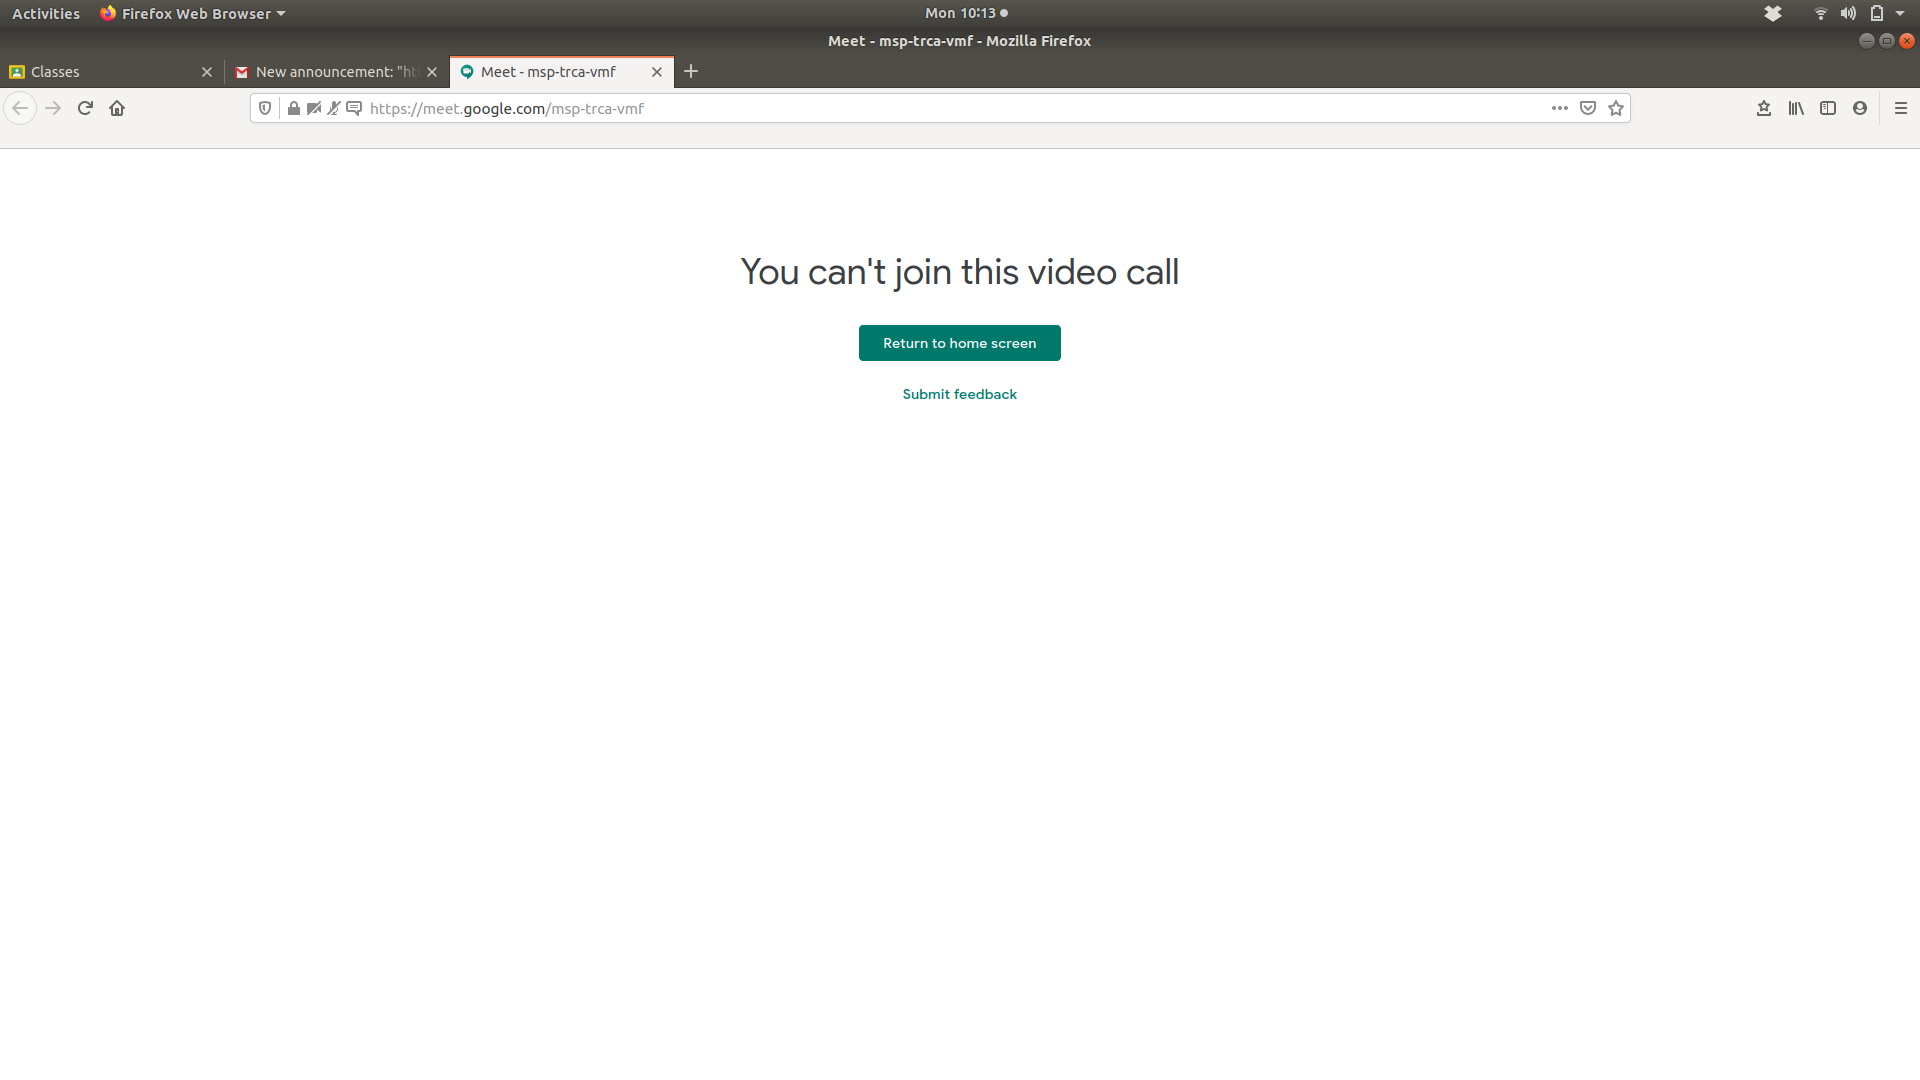 Activities Firefox Web Browser Mon 10:13
Meet - msp-trca-vmf - Mozilla Firefox
Classes New announcement: "ht Meet - msp-trca-vmf
https://meet.google.com/msp-trca-vmf
You can't join this video call
Return to home screen
Submit feedback